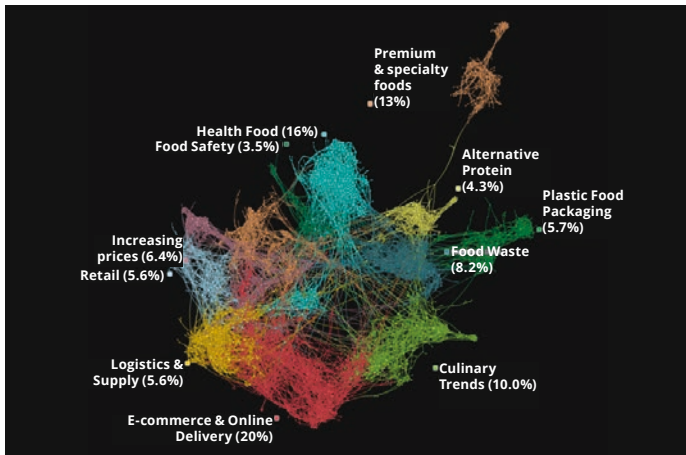 Premium
& specialty
foods
(13%)
Health Food (16%)
Food Safety (3.5%)
Alternative
Protein
(4.3%)
Plastic Food
Packaging
(5.7%)
Increasing
prices (6.4%)
Food Waste
(8.2%)
Retail (5.6%)
Logistics &
Supply (5.6%)
Culinary
Trends (10.0%)
E-commerce & Online
Delivery (20%)